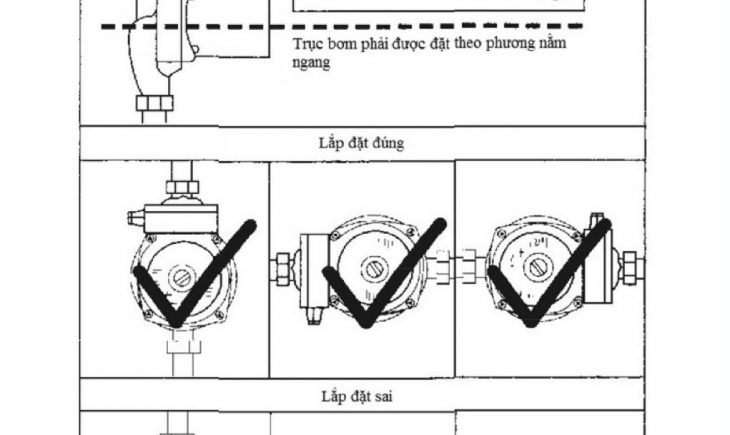 Trục bơm phải được đặt theo phương nằm
ngang
Lắp đặt đúng
Lắp đặt sai